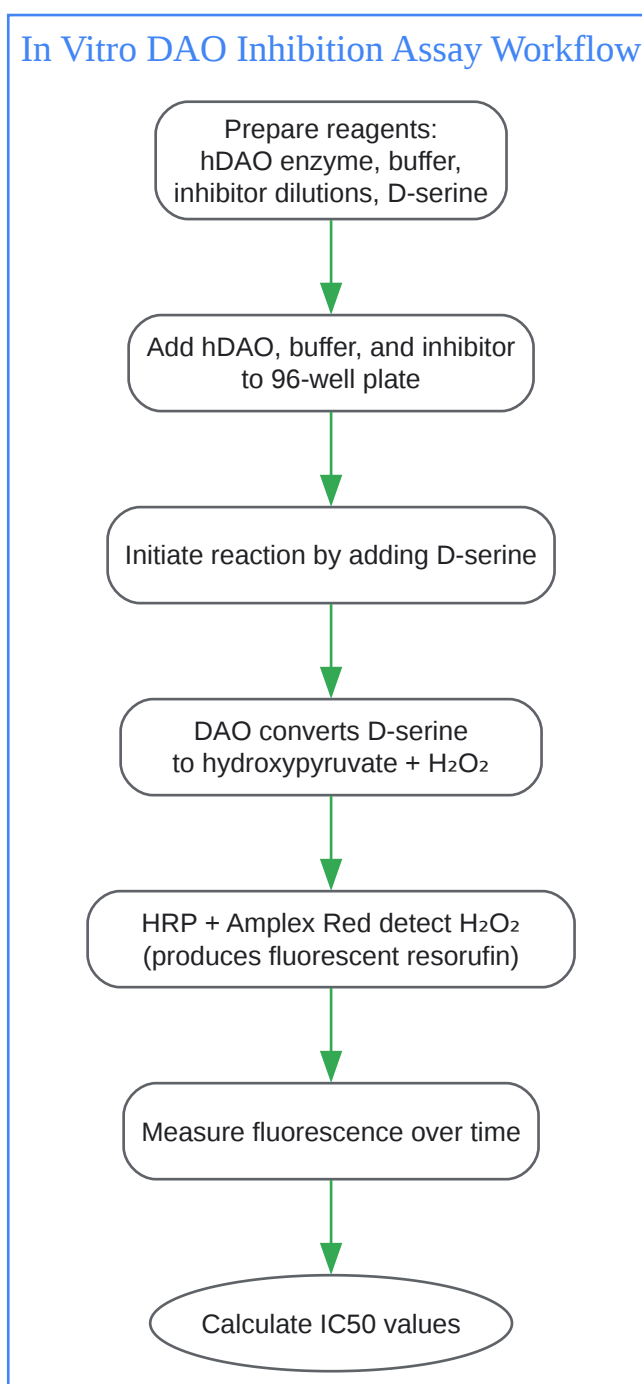 In Vitro DAO Inhibition Assay Workflow
Prepare reagents:
hDAO enzyme, buffer,
inhibitor dilutions, D-serine
Add hDAO, buffer, and inhibitor
to 96-well plate
Initiate reaction by adding D-serine
DAO converts D-serine
to hydroxypyruvate + H₂O₂
HRP + Amplex Red detect H₂O₂
(produces fluorescent resorufin)
Measure fluorescence over time
Calculate IC50 values